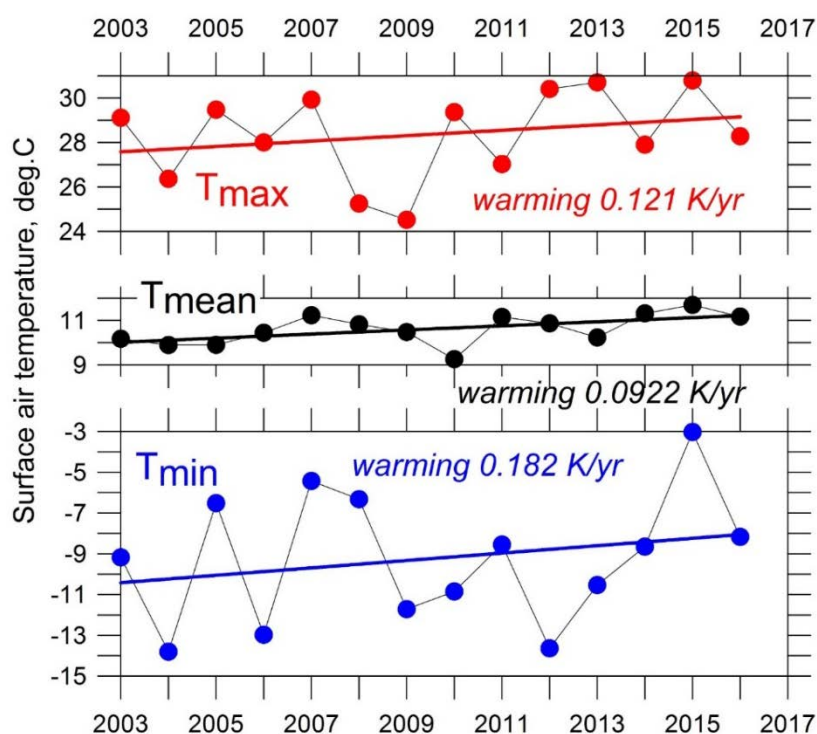 2003 2005 2007 2009 2011 2013 2015 2017
Surface air temperature, deg.C
30
28
26
24
Tmax
warming 0.121 K/yr
Tmean
11
9
warming 0.0922 K/yr
-3
-5
-7
-9
-11
-13
-15
Tmin
warming 0.182 K/yr
2003 2005 2007 2009 2011 2013 2015 2017